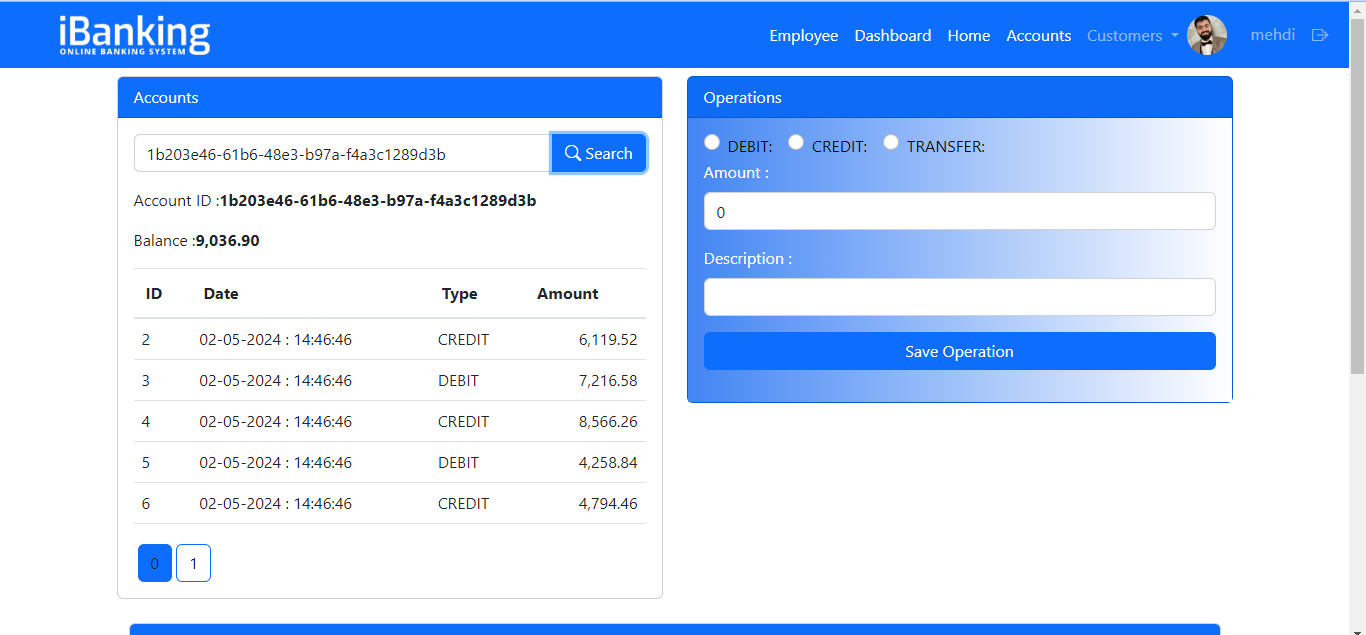 iBanking
ONLINE BANKING SYSTEM
Employee Dashboard Home Accounts Customers mehdi
Accounts
1b203e46-61b6-48e3-b97a-f4a3c1289d3b Search
Account ID :1b203e46-61b6-48e3-b97a-f4a3c1289d3b
Balance :9,036.90
ID Date Type Amount
2 02-05-2024 : 14:46:46 CREDIT 6,119.52
3 02-05-2024 : 14:46:46 DEBIT 7,216.58
4 02-05-2024 : 14:46:46 CREDIT 8,566.26
5 02-05-2024 : 14:46:46 DEBIT 4,258.84
6 02-05-2024 : 14:46:46 CREDIT 4,794.46
0 1
Operations
DEBIT: CREDIT: TRANSFER:
Amount :
0
Description :
Save Operation